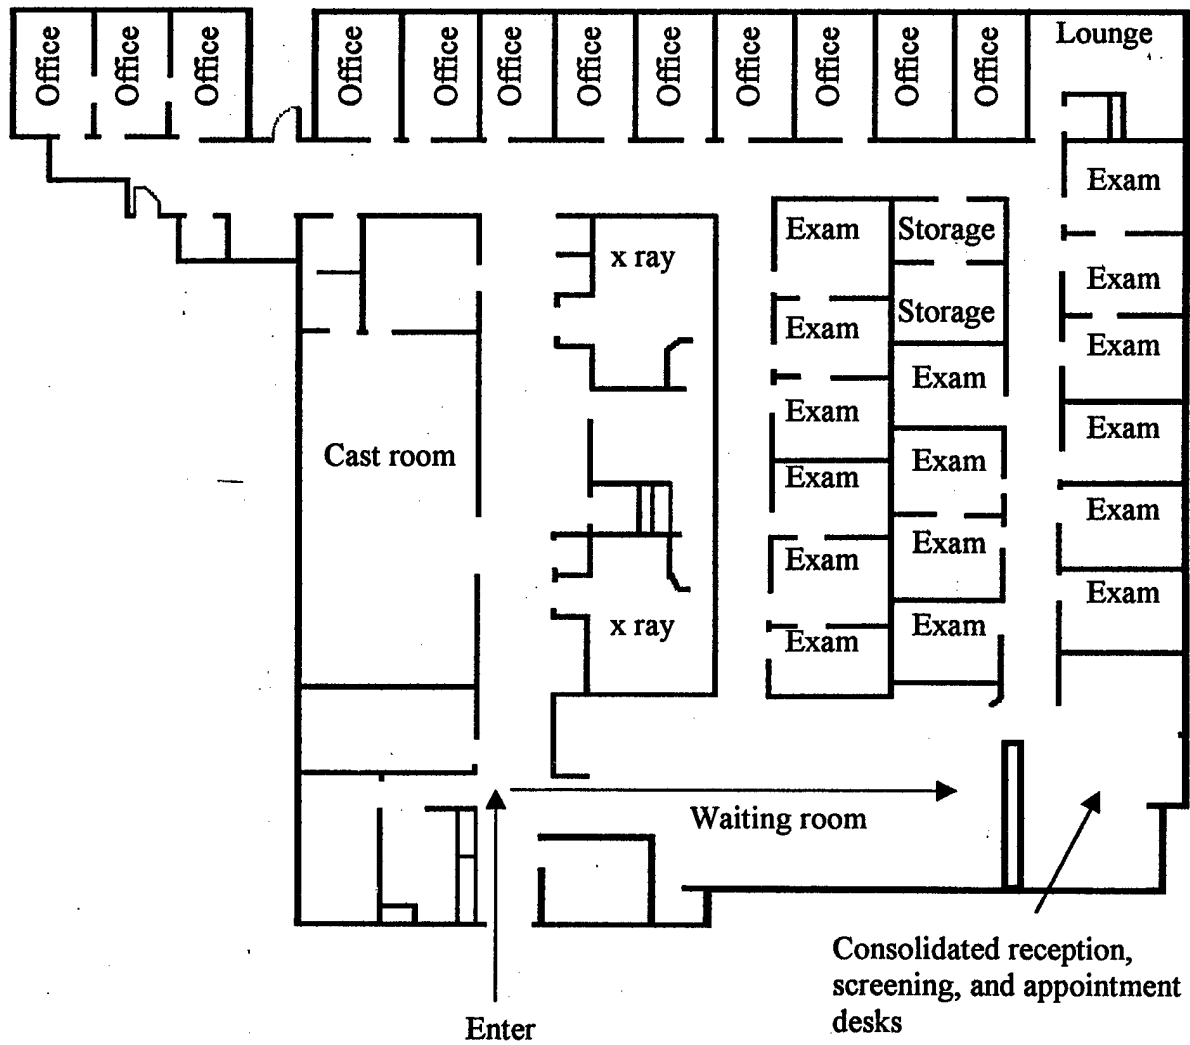 Office
Office
Office
Office
Office
Office
Office
Office
Office
Office
Office
Office
Lounge
Exam
Exam
Storage
x ray
Exam
Storage
Exam
Exam
Exam
Exam
Exam
Cast room
Exam
Exam
Exam
Exam
Exam
Exam
Exam
x ray
Exam
Exam
Waiting room
Consolidated reception,
screening, and appointment
desks
Enter